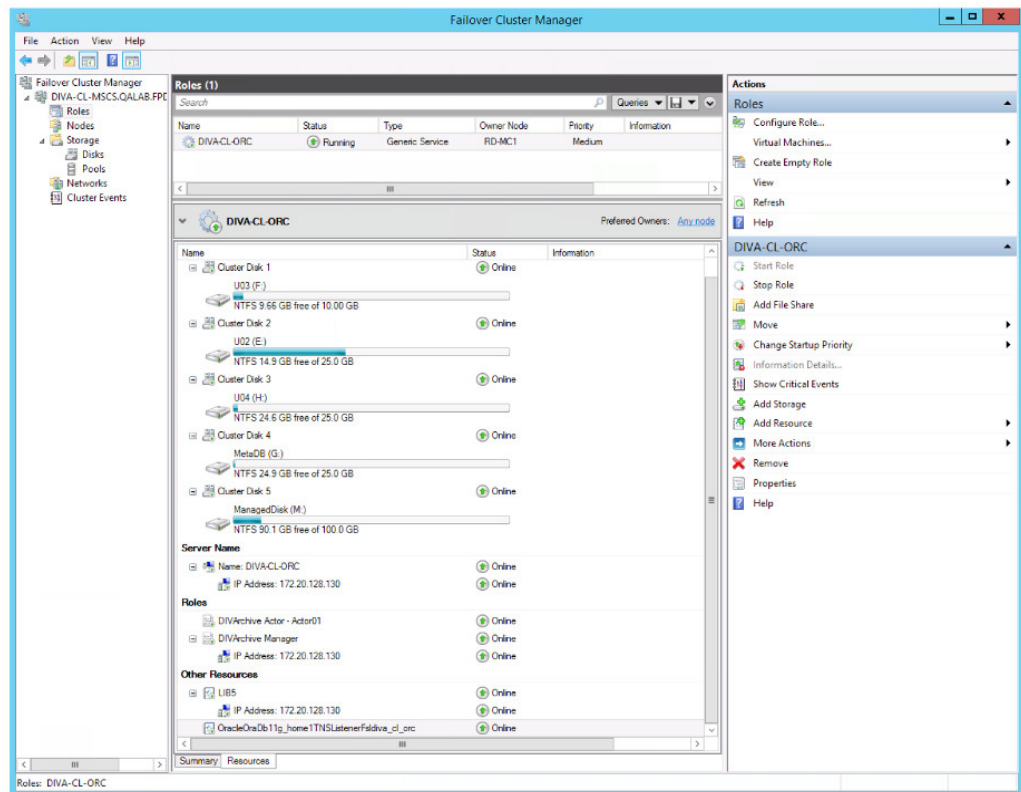 Failover Cluster Manager
File Action View Help
Failover Cluster Manager
DIVA-CL-MSCS.QALAB.FPD
Roles
Nodes
Storage
Disks
Pools
Networks
Cluster Events
Roles (1)
Search
Queries
Name Status Type Owner Node Priority Information
DIVA-CL-ORC Running Generic Service RD-MC1 Medium
DIVA-CL-ORC Preferred Owners: Any node
Name Status Information
Cluster Disk 1 Online
U03 (F:)
NTFS 9.66 GB free of 10.00 GB
Cluster Disk 2 Online
U02 (E:)
NTFS 14.9 GB free of 25.0 GB
Cluster Disk 3 Online
U04 (H:)
NTFS 24.6 GB free of 25.0 GB
Cluster Disk 4 Online
MetaDB (G:)
NTFS 24.9 GB free of 25.0 GB
Cluster Disk 5 Online
ManagedDisk (M:)
NTFS 90.1 GB free of 100.0 GB
Server Name
Name: DIVA-CL-ORC Online
IP Address: 172.20.128.130 Online
Roles
DIVArchive Actor - Actor01 Online
DIVArchive Manager Online
IP Address: 172.20.128.130 Online
Other Resources
LIB5 Online
IP Address: 172.20.128.130 Online
OracleOraDb11g_home1TNSListenerFsldiva_cl_orc Online
Summary Resources
Actions
Roles
Configure Role...
Virtual Machines...
Create Empty Role
View
Refresh
Help
DIVA-CL-ORC
Start Role
Stop Role
Add File Share
Move
Change Startup Priority
Information Details...
Show Critical Events
Add Storage
Add Resource
More Actions
Remove
Properties
Help
Roles: DIVA-CL-ORC